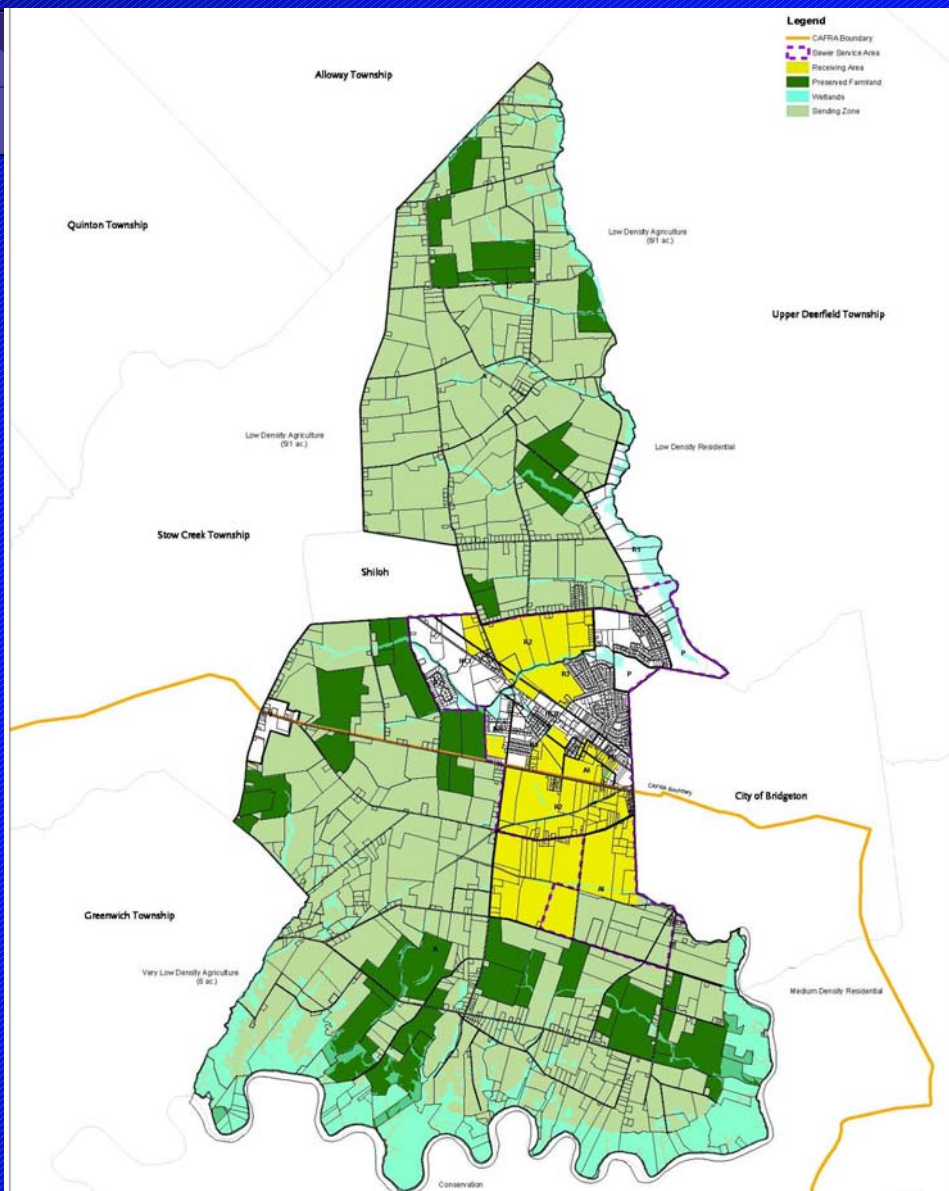 Legend
CAFRA Boundary
Sewer Service Area
Receiving Area
Preserved Farmland
Wetlands
Sending Zone
Alloway Township
Quinton Township
Low Density Agriculture
(6/1 ac.)
Upper Deerfield Township
A
Low Density Agriculture
(5/1 ac.)
Low Density Residential
Stow Creek Township
Shiloh
R1
R2
P
R3
P
CAFRA Boundary
City of Bridgeton
R2
Greenwich Township
A
Very Low Density Agriculture
(6 ac.)
Medium Density Residential
Conservation